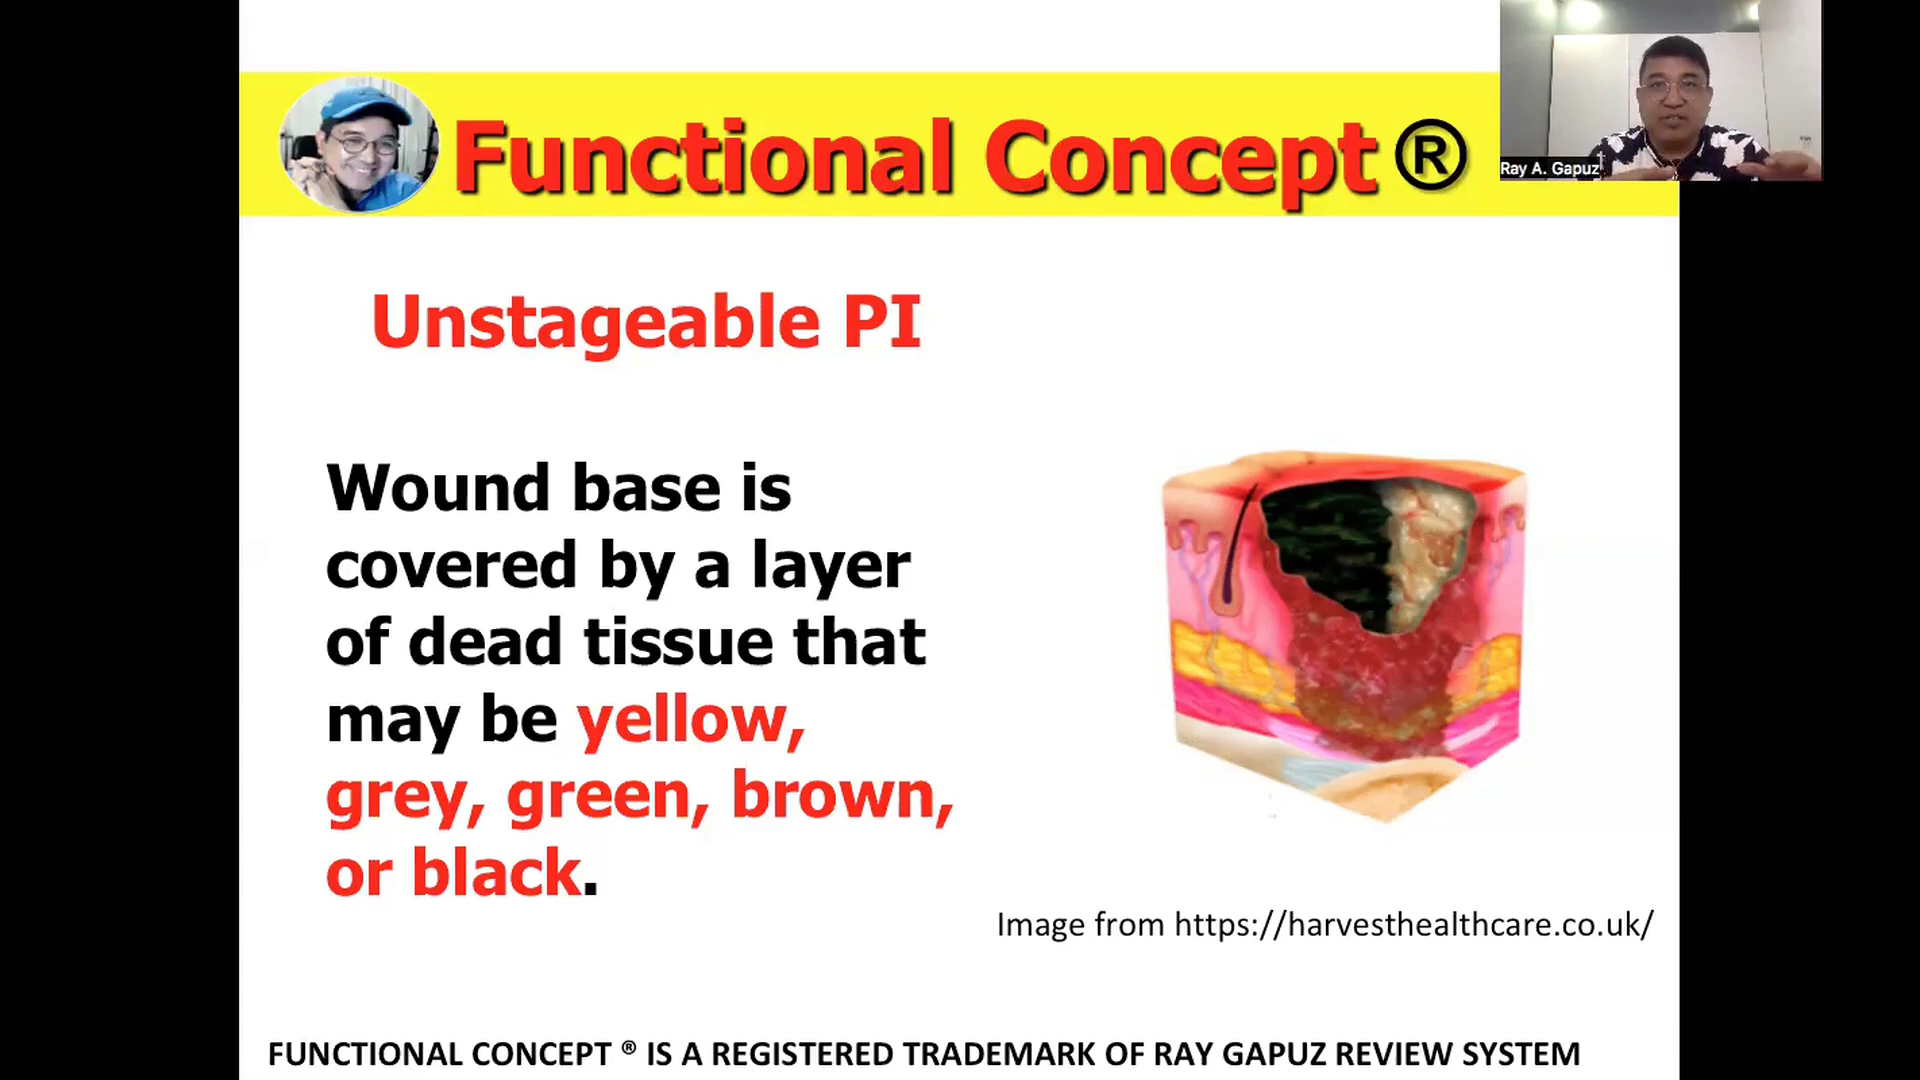 Functional Concept ®
Ray A. Gapuz
Unstageable PI
Wound base is
covered by a layer
of dead tissue that
may be yellow,
grey, green, brown,
or black.
Image from https://harvesthealthcare.co.uk/
FUNCTIONAL CONCEPT ® IS A REGISTERED TRADEMARK OF RAY GAPUZ REVIEW SYSTEM